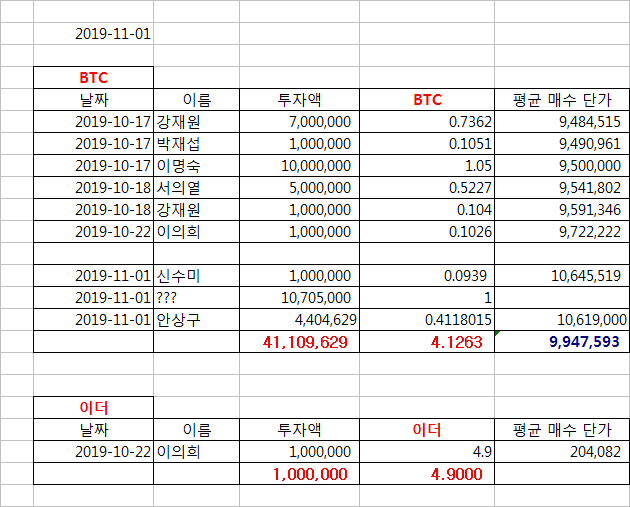 2019-11-01
BTC
날짜 이름 투자액 BTC 평균 매수 단가
2019-10-17 강재원 7,000,000 0.7362 9,484,515
2019-10-17 박재섭 1,000,000 0.1051 9,490,961
2019-10-17 이명숙 10,000,000 1.05 9,500,000
2019-10-18 서의열 5,000,000 0.5227 9,541,802
2019-10-18 강재원 1,000,000 0.104 9,591,346
2019-10-22 이의희 1,000,000 0.1026 9,722,222
2019-11-01 신수미 1,000,000 0.0939 10,645,519
2019-11-01 ??? 10,705,000 1
2019-11-01 안상구 4,404,629 0.4118015 10,619,000
41,109,629 4.1263 9,947,593
이더
날짜 이름 투자액 이더 평균 매수 단가
2019-10-22 이의희 1,000,000 4.9 204,082
1,000,000 4.9000